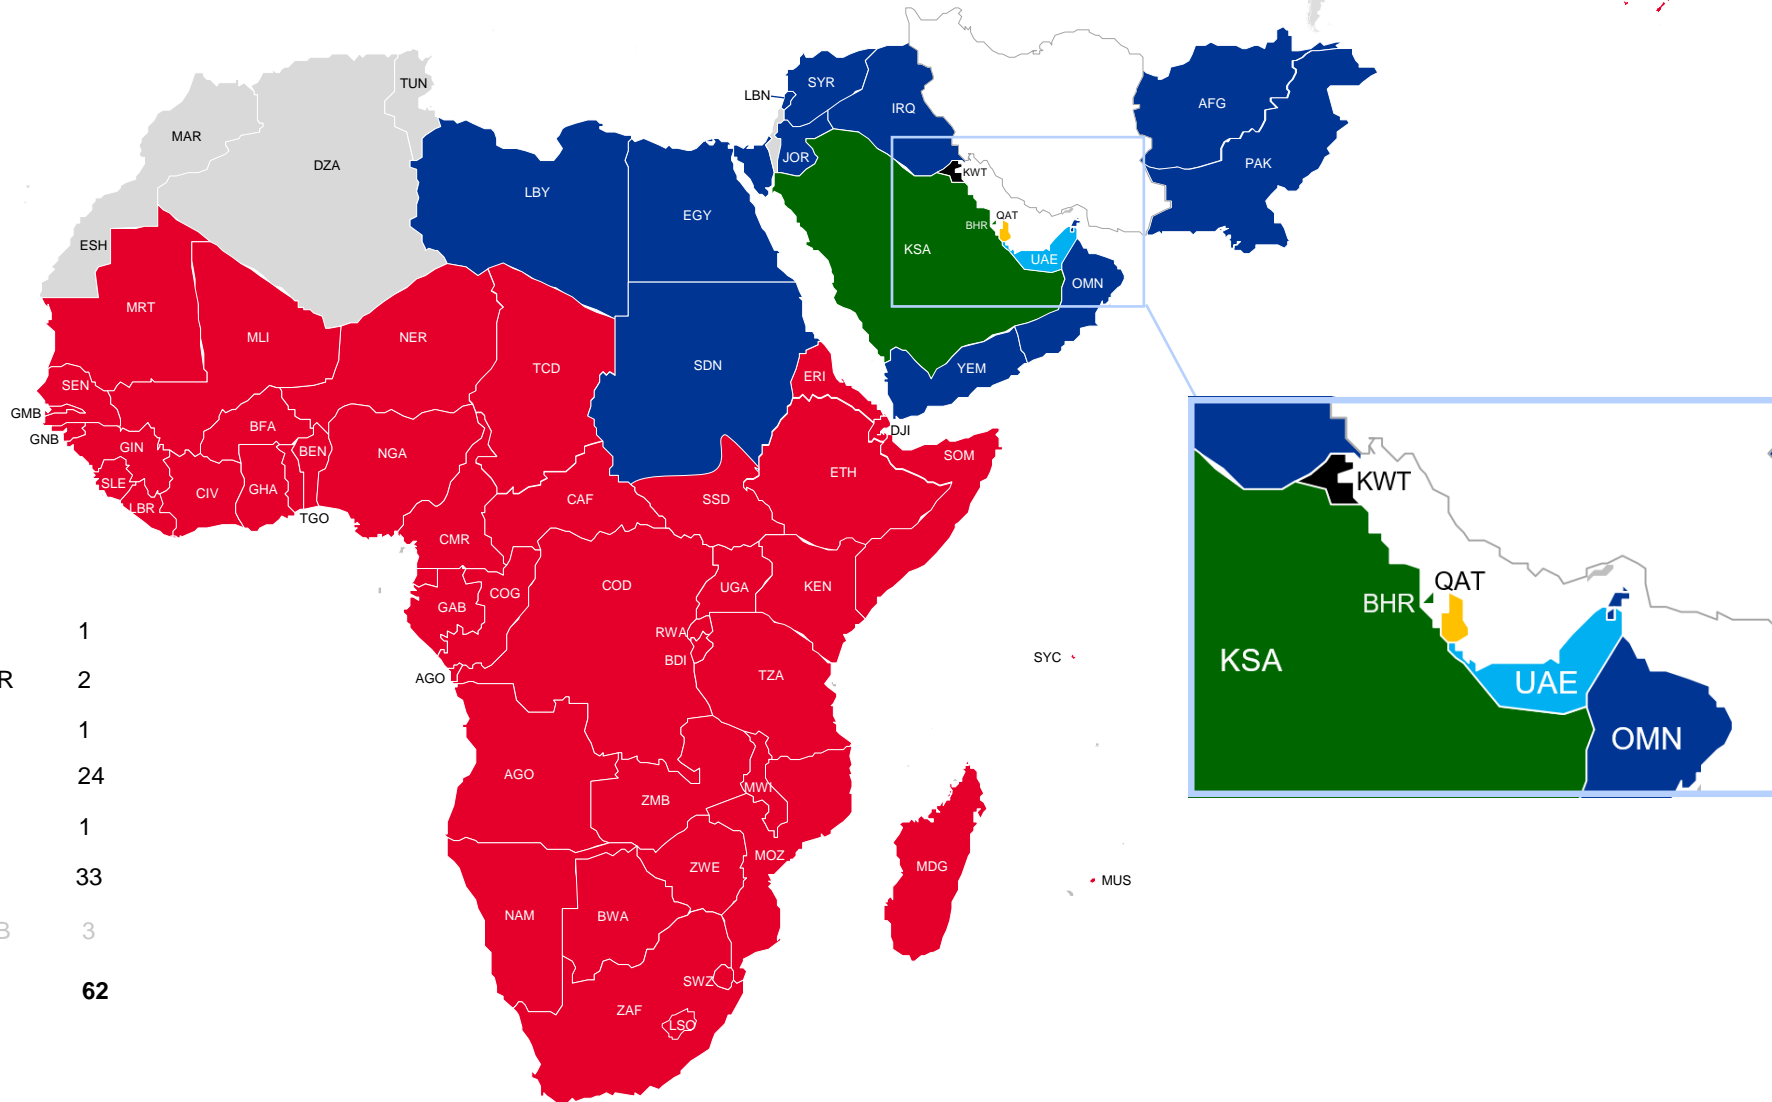 TUN
SYR
LBN
IRQ
AFG
MAR
DZA
JOR
PAK
KWT
LBY
EGY
QAT
BHR
ESH
KSA
UAE
OMN
MRT
MLI
NER
TCD
SDN
YEM
ERI
SEN
GMB
GNB
BFA
DJI
GIN
BEN
NGA
SOM
ETH
SLE
CIV
GHA
CAF
SSD
LBR
TGO
CMR
COG
COD
UGA
KEN
GAB
RWA
BDI
SYC
AGO
TZA
AGO
ZMB
MWI
MOZ
ZWE
MDG
MUS
NAM
BWA
SWZ
ZAF
LSO
1
R 2
1
24
1
33
B 3
62
KWT
QAT
BHR
KSA
UAE
OMN